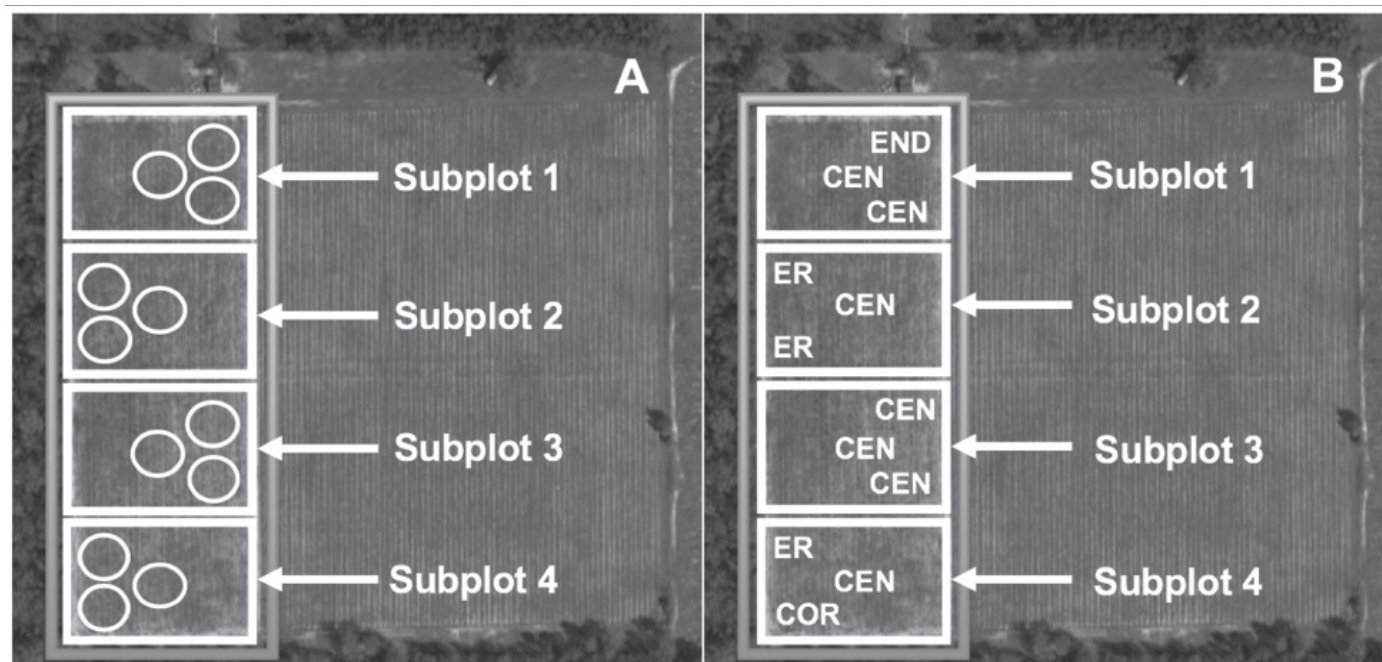 A
Subplot 1
Subplot 2
Subplot 3
Subplot 4
B
END
CEN
CEN
Subplot 1
ER
CEN
ER
Subplot 2
CEN
CEN
CEN
Subplot 3
ER
CEN
COR
Subplot 4